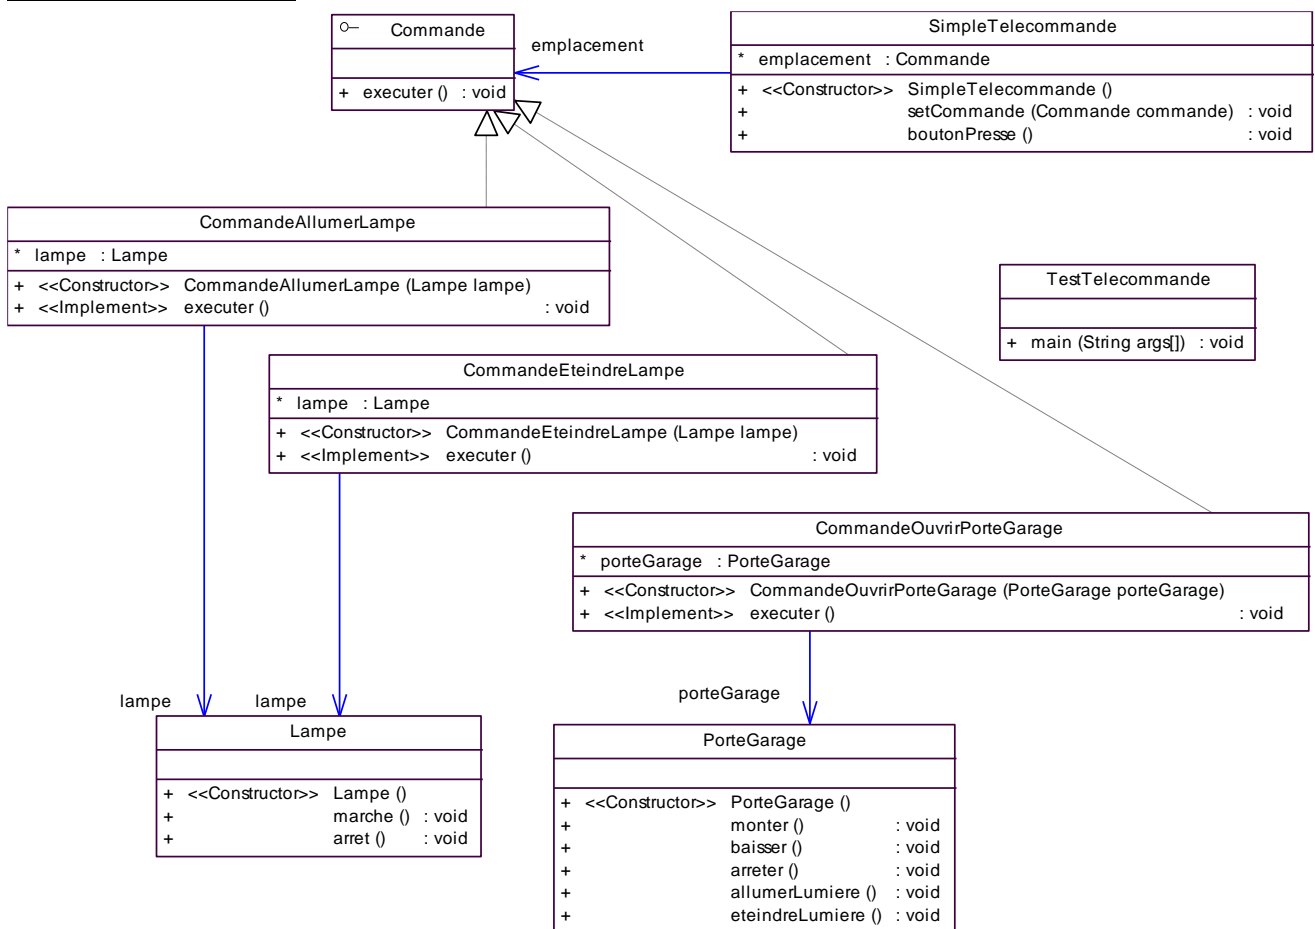 Commande
+ executer () : void
emplacement
SimpleTelecommande
* emplacement : Commande
+ <<Constructor>> SimpleTelecommande ()
+ setCommande (Commande commande) : void
+ boutonPresse () : void
CommandeAllumerLampe
* lampe : Lampe
+ <<Constructor>> CommandeAllumerLampe (Lampe lampe)
+ <<Implement>> executer () : void
TestTelecommande
+ main (String args[]) : void
CommandeEteindreLampe
* lampe : Lampe
+ <<Constructor>> CommandeEteindreLampe (Lampe lampe)
+ <<Implement>> executer () : void
CommandeOuvrirPorteGarage
* porteGarage : PorteGarage
+ <<Constructor>> CommandeOuvrirPorteGarage (PorteGarage porteGarage)
+ <<Implement>> executer () : void
lampe
lampe
porteGarage
Lampe
+ <<Constructor>> Lampe ()
+ marche () : void
+ arret () : void
PorteGarage
+ <<Constructor>> PorteGarage ()
+ monter () : void
+ baisser () : void
+ arreter () : void
+ allumerLumiere () : void
+ eteindreLumiere () : void